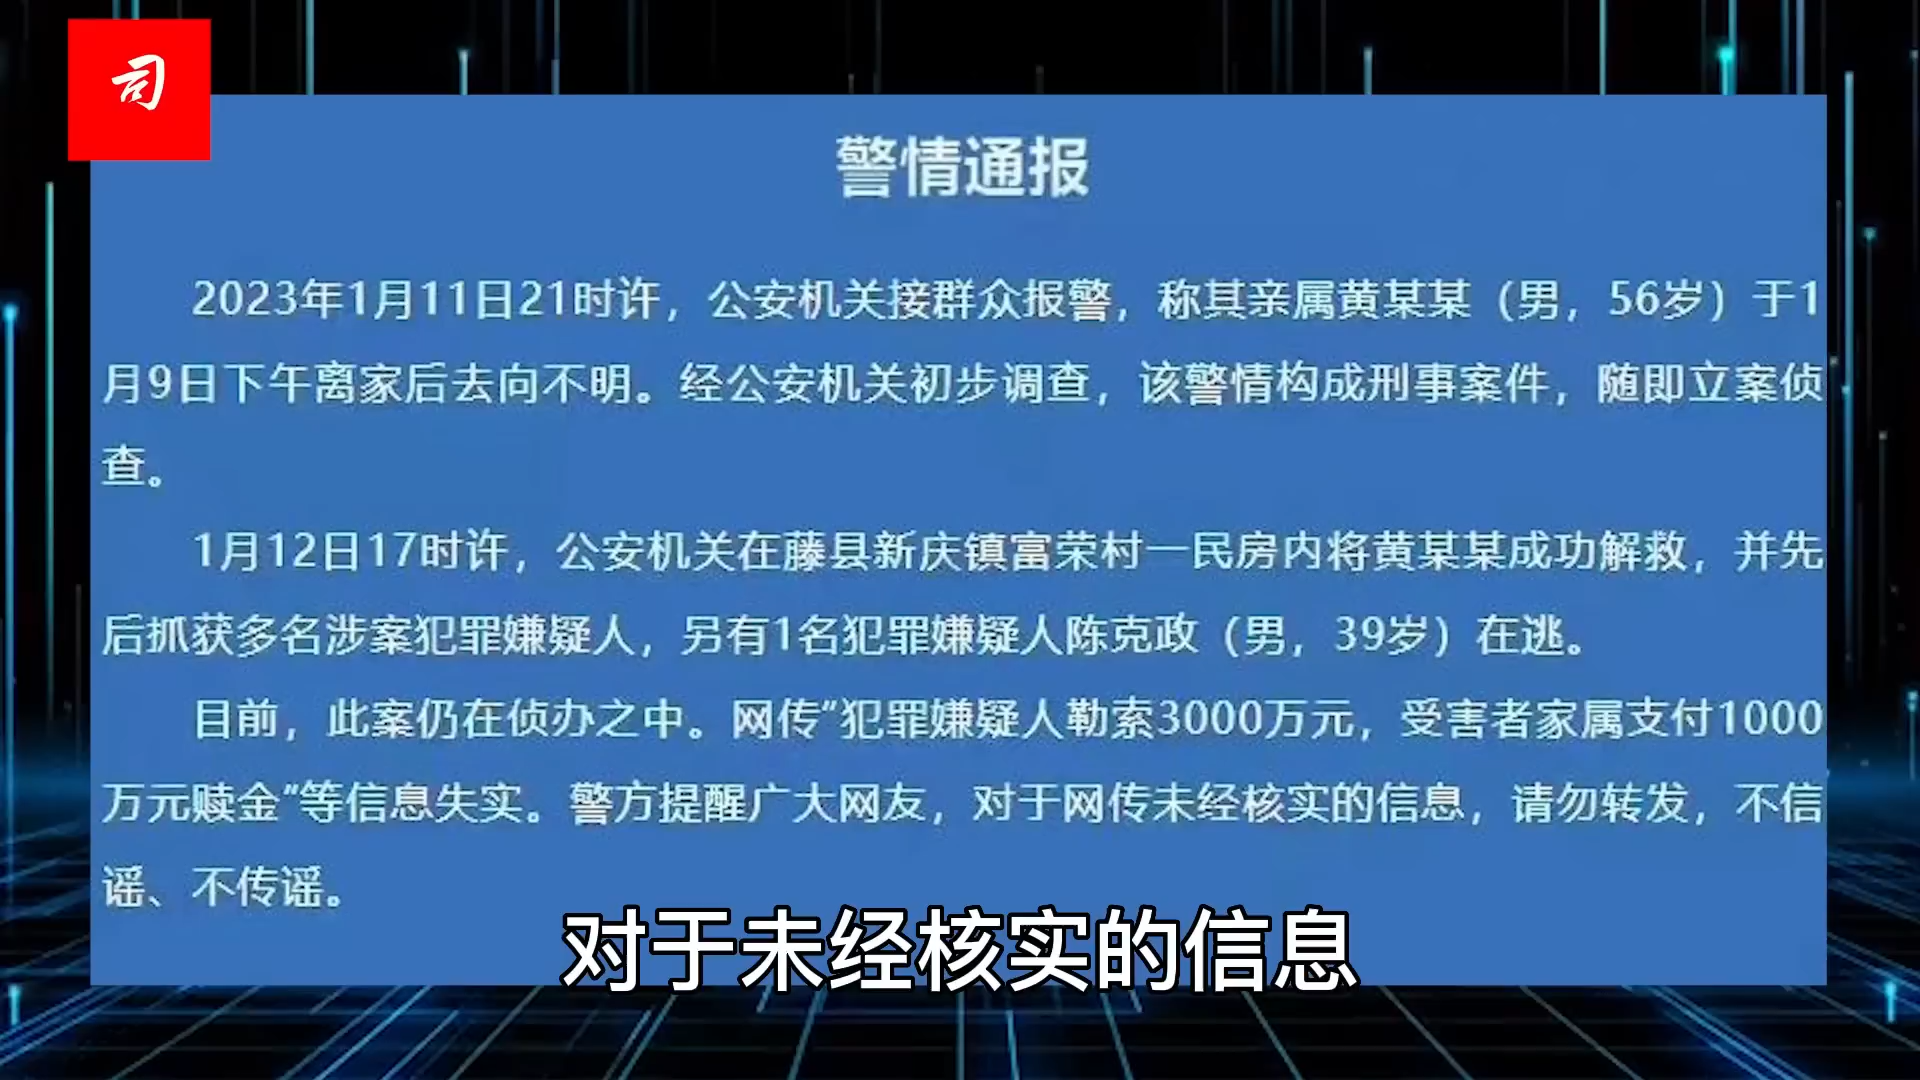 司
警情通报
2023年1月11日21时许，公安机关接群众报警，称其亲属黄某某（男，56岁）于1
月9日下午离家后去向不明。经公安机关初步调查，该警情构成刑事案件，随即立案侦
查。
1月12日17时许，公安机关在藤县新庆镇富荣村一民房内将黄某某成功解救，并先
后抓获多名涉案犯罪嫌疑人，另有1名犯罪嫌疑人陈克政（男，39岁）在逃。
目前，此案仍在侦办之中。网传“犯罪嫌疑人勒索3000万元，受害者家属支付1000
万元赎金”等信息失实。警方提醒广大网友，对于网传未经核实的信息，请勿转发，不信
谣、不传谣。
对于未经核实的信息